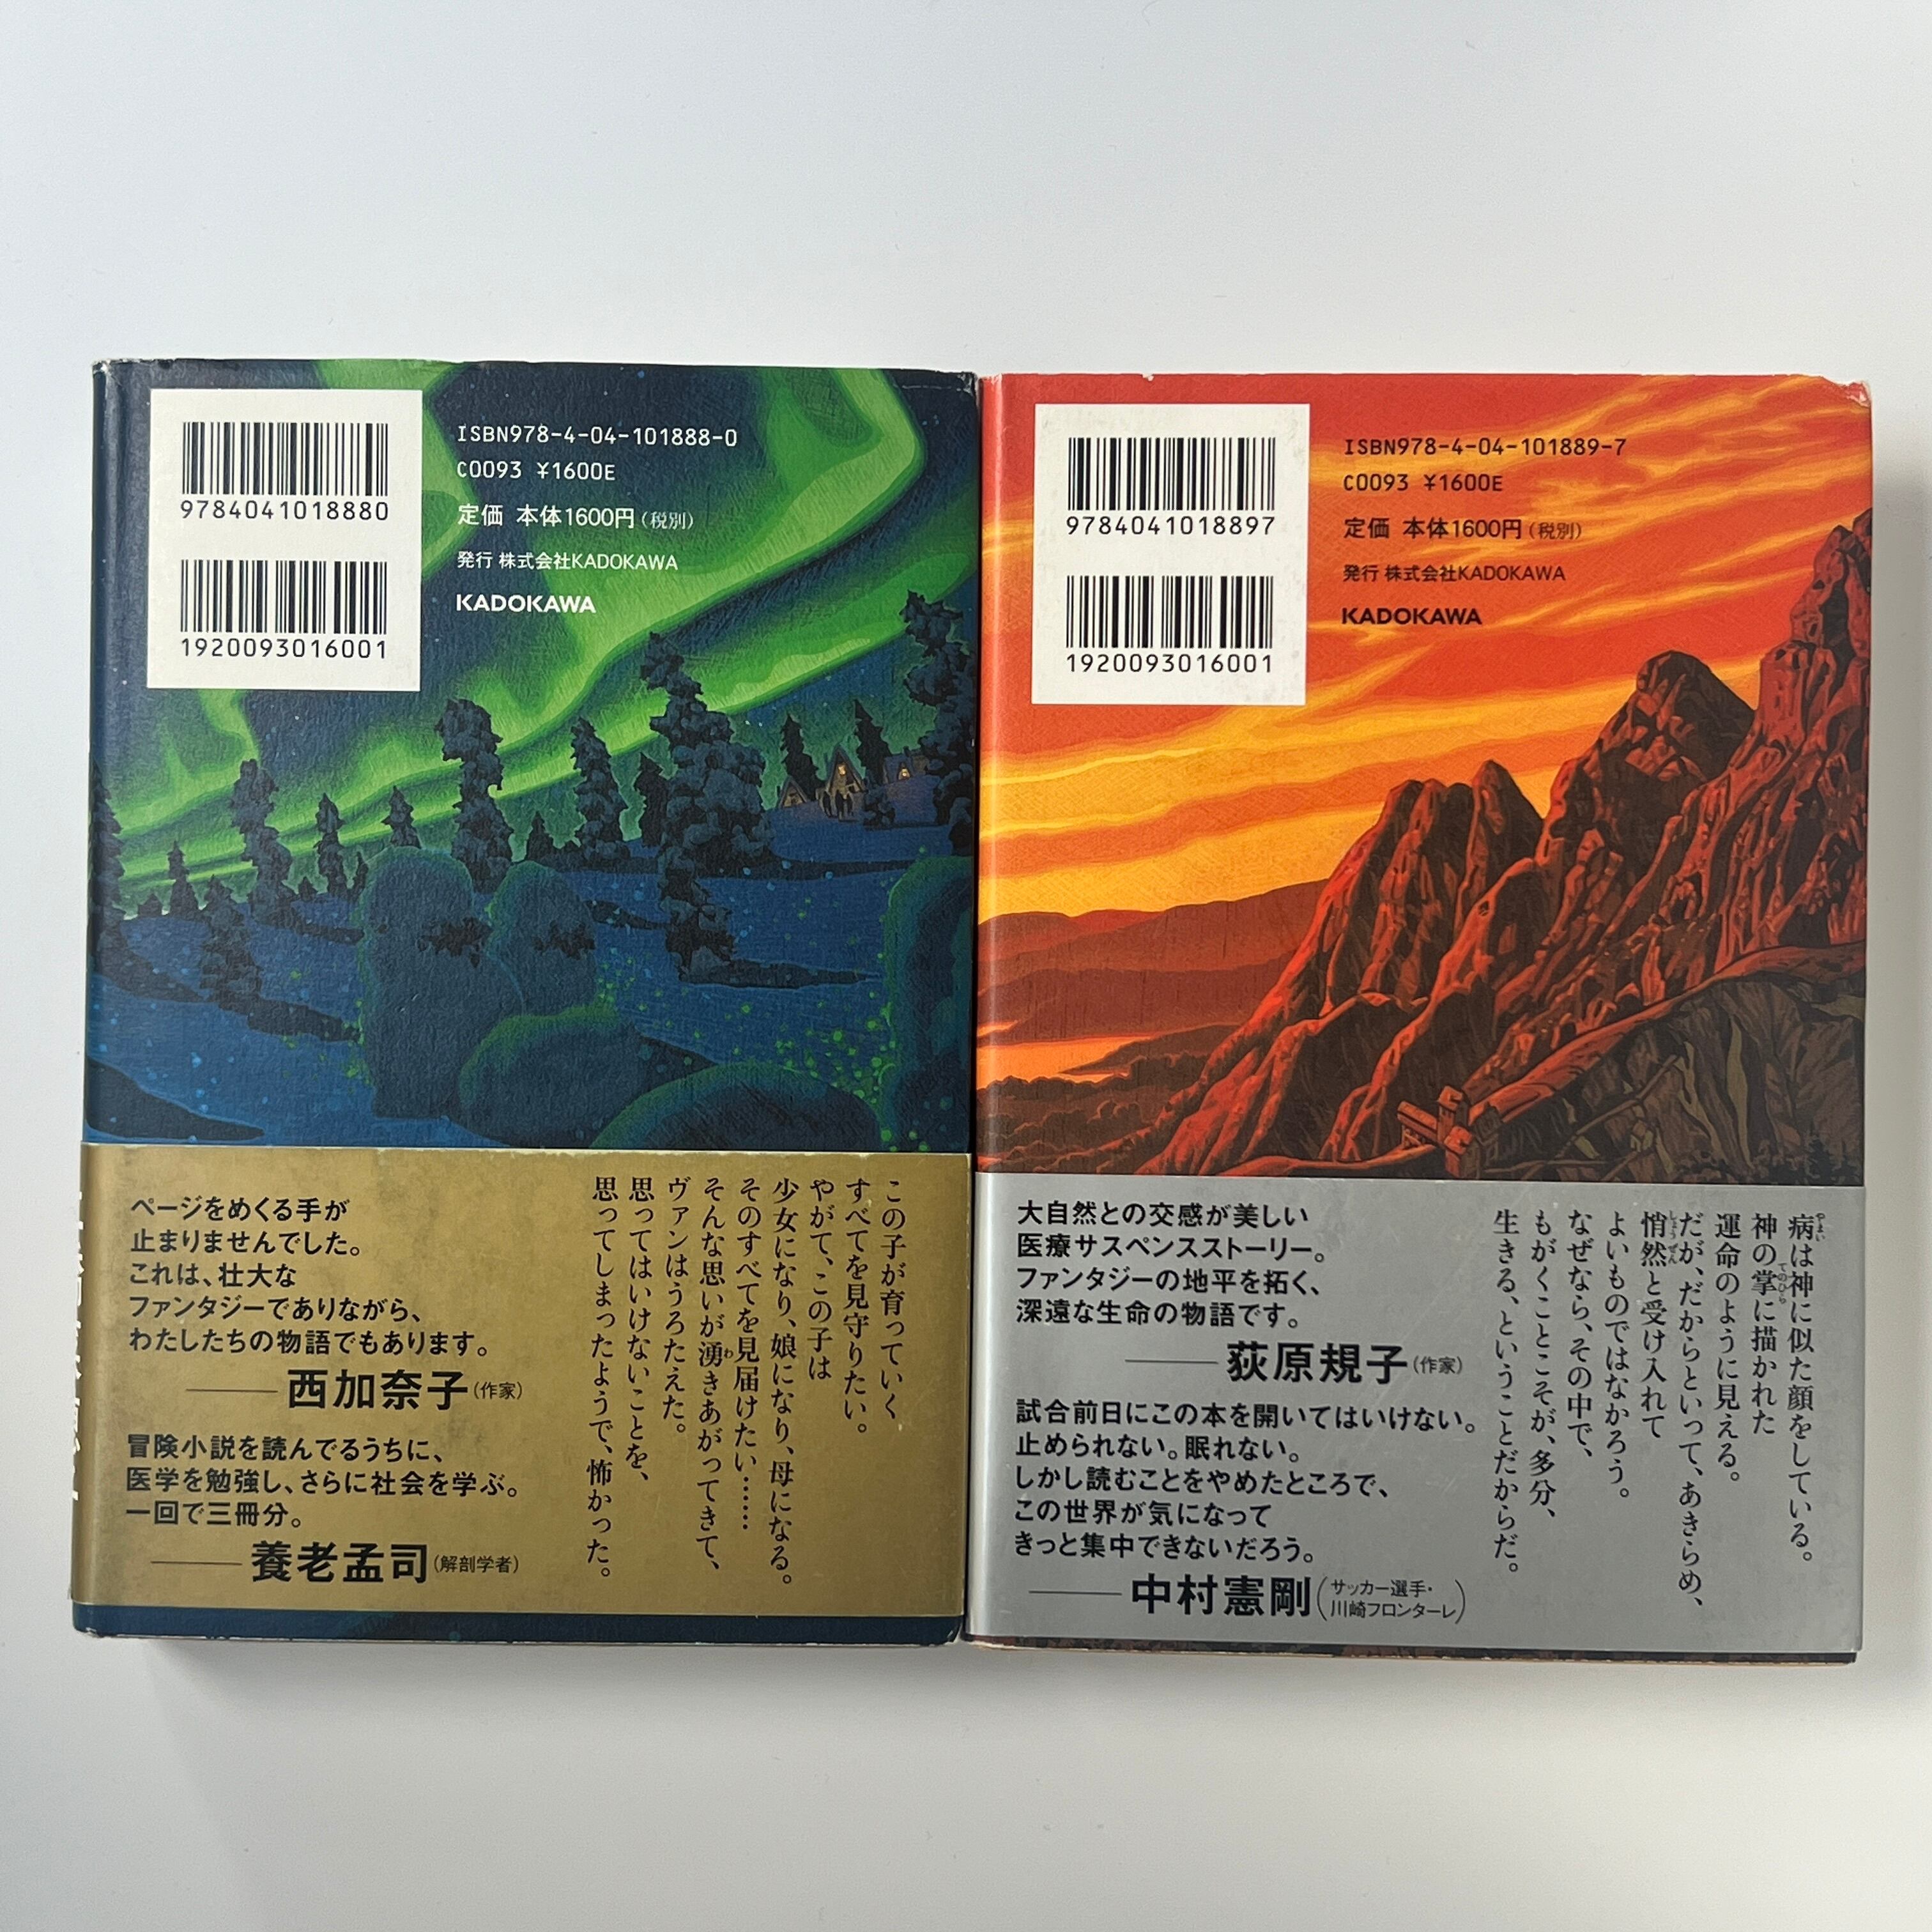 9784041018880
1920093016001
ISBN978-4-04-101888-0
C0093 ¥1600E
定価 本体1600円（税別）
発行 株式会社KADOKAWA
KADOKAWA
ページをめくる手が
止まりませんでした。
これは、壮大な
ファンタジーでありながら、
わたしたちの物語でもあります。
――西加奈子（作家）
冒険小説を読んでるうちに、
医学を勉強し、さらに社会を学ぶ。
一回で三冊分。
――養老孟司（解剖学者）
この子が育っていく
すべてを見守りたい。
やがて、この子は
少女になり、娘になり、母になる。
そのすべてを見届けたい……
そんな思いが湧きあがってきて、
ヴァンはうろたえた。
思ってはいけないことを、
思ってしまったようで、怖かった。
9784041018897
1920093016001
ISBN978-4-04-101889-7
C0093 ¥1600E
定価 本体1600円（税別）
発行 株式会社KADOKAWA
KADOKAWA
大自然との交感が美しい
医療サスペンスストーリー。
ファンタジーの地平を拓く、
深遠な生命の物語です。
――荻原規子（作家）
試合前日にこの本を開いてはいけない。
止められない。眠れない。
しかし読むことをやめたところで、
この世界が気になって
きっと集中できないだろう。
――中村憲剛（サッカー選手・川崎フロンターレ）
病は神に似た顔をしている。
神の掌に描かれた
運命のように見える。
だが、だからといって、あきらめ、
悄然と受け入れて
よいものではなかろう。
なぜなら、その中で、
もがくことこそが、多分、
生きる、ということだからだ。